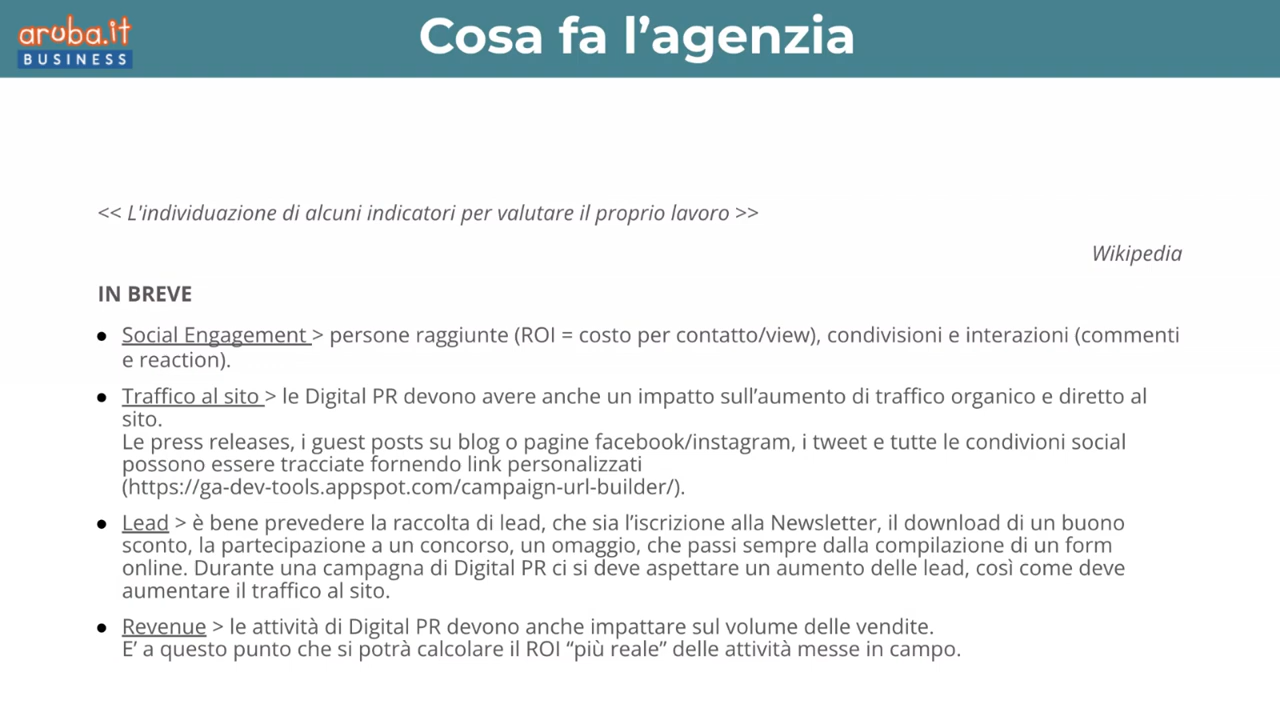 aruba.it
BUSINESS
Cosa fa l’agenzia
<< L'individuazione di alcuni indicatori per valutare il proprio lavoro >>
Wikipedia
IN BREVE
● Social Engagement > persone raggiunte (ROI = costo per contatto/view), condivisioni e interazioni (commenti
e reaction).
● Traffico al sito > le Digital PR devono avere anche un impatto sull’aumento di traffico organico e diretto al
sito.
Le press releases, i guest posts su blog o pagine facebook/instagram, i tweet e tutte le condivioni social
possono essere tracciate fornendo link personalizzati
(https://ga-dev-tools.appspot.com/campaign-url-builder/).
● Lead > è bene prevedere la raccolta di lead, che sia l’iscrizione alla Newsletter, il download di un buono
sconto, la partecipazione a un concorso, un omaggio, che passi sempre dalla compilazione di un form
online. Durante una campagna di Digital PR ci si deve aspettare un aumento delle lead, così come deve
aumentare il traffico al sito.
● Revenue > le attività di Digital PR devono anche impattare sul volume delle vendite.
E’ a questo punto che si potrà calcolare il ROI “più reale” delle attività messe in campo.